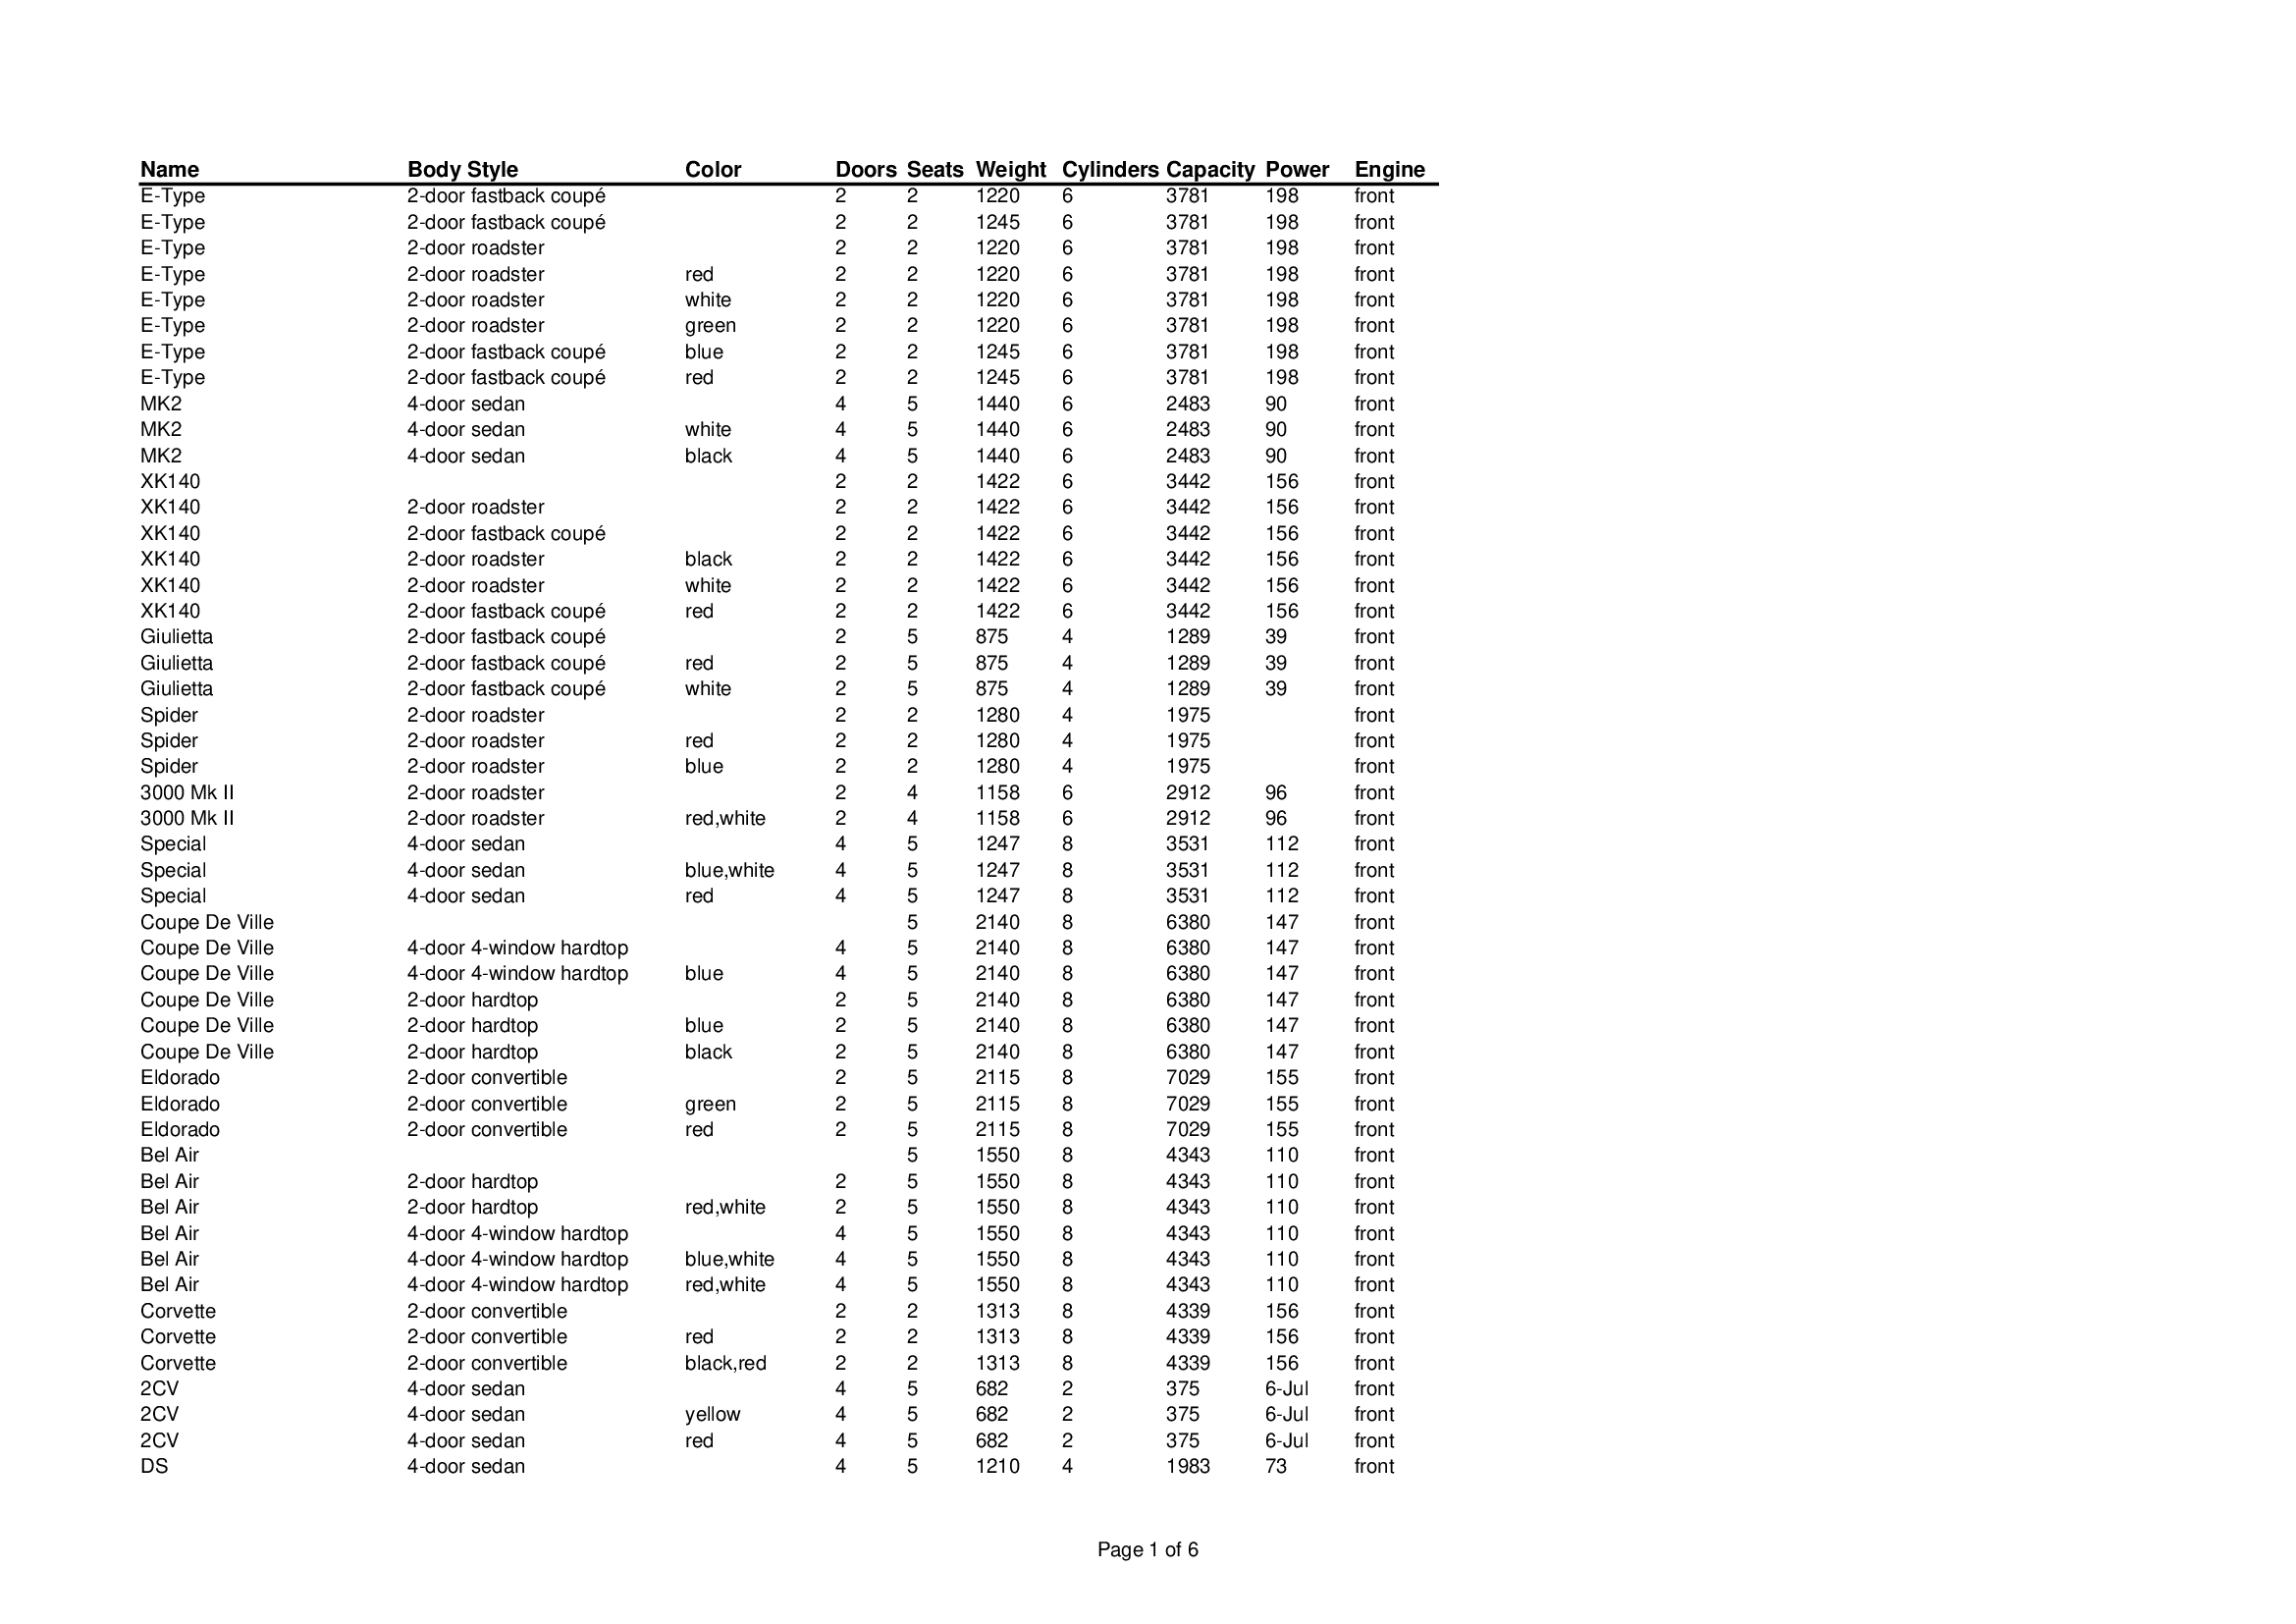 Name Body Style Color Doors Seats Weight Cylinders Capacity Power Engine
E-Type 2-door fastback coupé 2 2 1220 6 3781 198 front
E-Type 2-door fastback coupé 2 2 1245 6 3781 198 front
E-Type 2-door roadster 2 2 1220 6 3781 198 front
E-Type 2-door roadster red 2 2 1220 6 3781 198 front
E-Type 2-door roadster white 2 2 1220 6 3781 198 front
E-Type 2-door roadster green 2 2 1220 6 3781 198 front
E-Type 2-door fastback coupé blue 2 2 1245 6 3781 198 front
E-Type 2-door fastback coupé red 2 2 1245 6 3781 198 front
MK2 4-door sedan 4 5 1440 6 2483 90 front
MK2 4-door sedan white 4 5 1440 6 2483 90 front
MK2 4-door sedan black 4 5 1440 6 2483 90 front
XK140 2 2 1422 6 3442 156 front
XK140 2-door roadster 2 2 1422 6 3442 156 front
XK140 2-door fastback coupé 2 2 1422 6 3442 156 front
XK140 2-door roadster black 2 2 1422 6 3442 156 front
XK140 2-door roadster white 2 2 1422 6 3442 156 front
XK140 2-door fastback coupé red 2 2 1422 6 3442 156 front
Giulietta 2-door fastback coupé 2 5 875 4 1289 39 front
Giulietta 2-door fastback coupé red 2 5 875 4 1289 39 front
Giulietta 2-door fastback coupé white 2 5 875 4 1289 39 front
Spider 2-door roadster 2 2 1280 4 1975 front
Spider 2-door roadster red 2 2 1280 4 1975 front
Spider 2-door roadster blue 2 2 1280 4 1975 front
3000 Mk II 2-door roadster 2 4 1158 6 2912 96 front
3000 Mk II 2-door roadster red,white 2 4 1158 6 2912 96 front
Special 4-door sedan 4 5 1247 8 3531 112 front
Special 4-door sedan blue,white 4 5 1247 8 3531 112 front
Special 4-door sedan red 4 5 1247 8 3531 112 front
Coupe De Ville 5 2140 8 6380 147 front
Coupe De Ville 4-door 4-window hardtop 4 5 2140 8 6380 147 front
Coupe De Ville 4-door 4-window hardtop blue 4 5 2140 8 6380 147 front
Coupe De Ville 2-door hardtop 2 5 2140 8 6380 147 front
Coupe De Ville 2-door hardtop blue 2 5 2140 8 6380 147 front
Coupe De Ville 2-door hardtop black 2 5 2140 8 6380 147 front
Eldorado 2-door convertible 2 5 2115 8 7029 155 front
Eldorado 2-door convertible green 2 5 2115 8 7029 155 front
Eldorado 2-door convertible red 2 5 2115 8 7029 155 front
Bel Air 5 1550 8 4343 110 front
Bel Air 2-door hardtop 2 5 1550 8 4343 110 front
Bel Air 2-door hardtop red,white 2 5 1550 8 4343 110 front
Bel Air 4-door 4-window hardtop 4 5 1550 8 4343 110 front
Bel Air 4-door 4-window hardtop blue,white 4 5 1550 8 4343 110 front
Bel Air 4-door 4-window hardtop red,white 4 5 1550 8 4343 110 front
Corvette 2-door convertible 2 2 1313 8 4339 156 front
Corvette 2-door convertible red 2 2 1313 8 4339 156 front
Corvette 2-door convertible black,red 2 2 1313 8 4339 156 front
2CV 4-door sedan 4 5 682 2 375 6-Jul front
2CV 4-door sedan yellow 4 5 682 2 375 6-Jul front
2CV 4-door sedan red 4 5 682 2 375 6-Jul front
DS 4-door sedan 4 5 1210 4 1983 73 front
Page 1 of 6